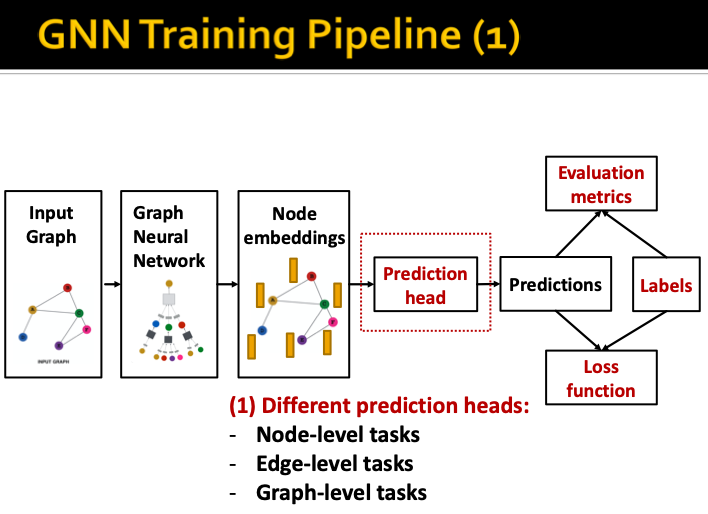 GNN Training Pipeline (1)
Input
Graph
INPUT GRAPH
Graph
Neural
Network
Node
embeddings
Prediction
head
Predictions
Evaluation
metrics
Labels
Loss
function
(1) Different prediction heads:
- Node-level tasks
- Edge-level tasks
- Graph-level tasks